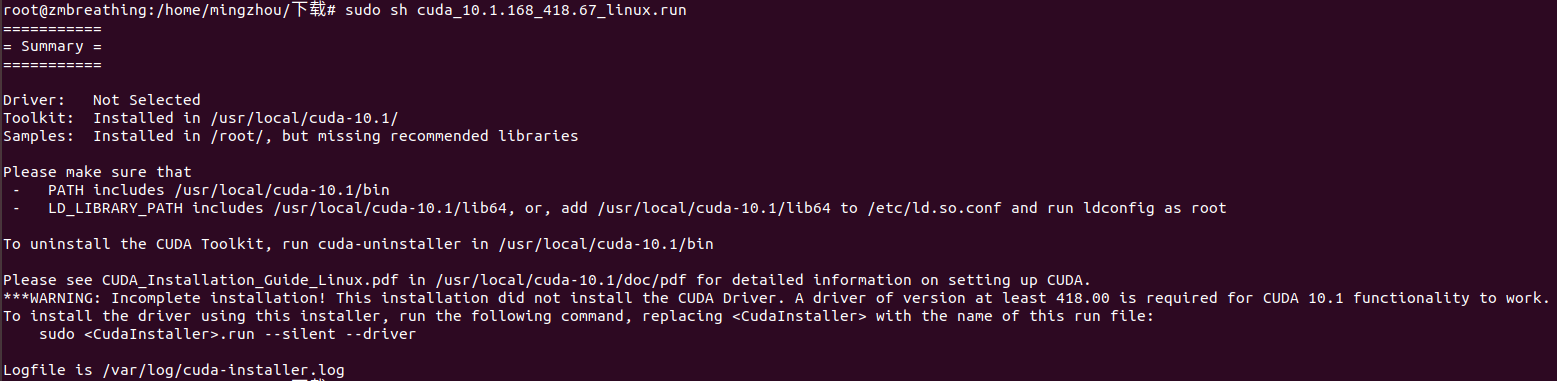 root@zmbreathing:/home/mingzhou/下载# sudo sh cuda_10.1.168_418.67_linux.run
===========
= Summary =
===========
Driver:   Not Selected
Toolkit:  Installed in /usr/local/cuda-10.1/
Samples:  Installed in /root/, but missing recommended libraries
Please make sure that
 -   PATH includes /usr/local/cuda-10.1/bin
 -   LD_LIBRARY_PATH includes /usr/local/cuda-10.1/lib64, or, add /usr/local/cuda-10.1/lib64 to /etc/ld.so.conf and run ldconfig as root
To uninstall the CUDA Toolkit, run cuda-uninstaller in /usr/local/cuda-10.1/bin
Please see CUDA_Installation_Guide_Linux.pdf in /usr/local/cuda-10.1/doc/pdf for detailed information on setting up CUDA.
***WARNING: Incomplete installation! This installation did not install the CUDA Driver. A driver of version at least 418.00 is required for CUDA 10.1 functionality to work.
To install the driver using this installer, run the following command, replacing <CudaInstaller> with the name of this run file:
    sudo <CudaInstaller>.run --silent --driver
Logfile is /var/log/cuda-installer.log